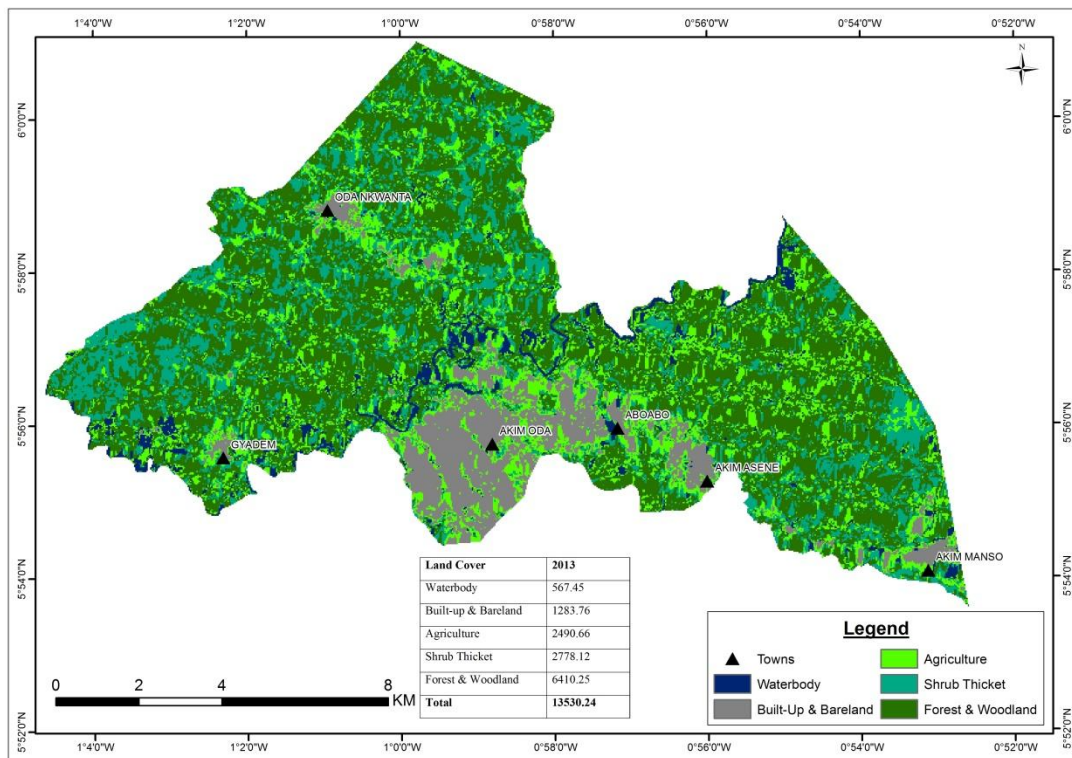 1°4'0"W 1°2'0"W 1°0'0"W 0°58'0"W 0°56'0"W 0°54'0"W 0°52'0"W
N
6°0'0"N
6°0'0"N
ODA NKWANTA
5°58'0"N
5°58'0"N
5°56'0"N
ABOABO
5°56'0"N
GYADEM
AKIM ODA
AKIM ASENE
5°54'0"N
AKIM MANSO
5°54'0"N
Land Cover 2013
Waterbody 567.45
Built-up & Bareland 1283.76
Agriculture 2490.66
Shrub Thicket 2778.12
Forest & Woodland 6410.25
Total 13530.24
0 2 4 8
KM
Legend
Towns
Waterbody
Built-Up & Bareland
Agriculture
Shrub Thicket
Forest & Woodland
5°52'0"N
5°52'0"N
1°4'0"W 1°2'0"W 1°0'0"W 0°58'0"W 0°56'0"W 0°54'0"W 0°52'0"W